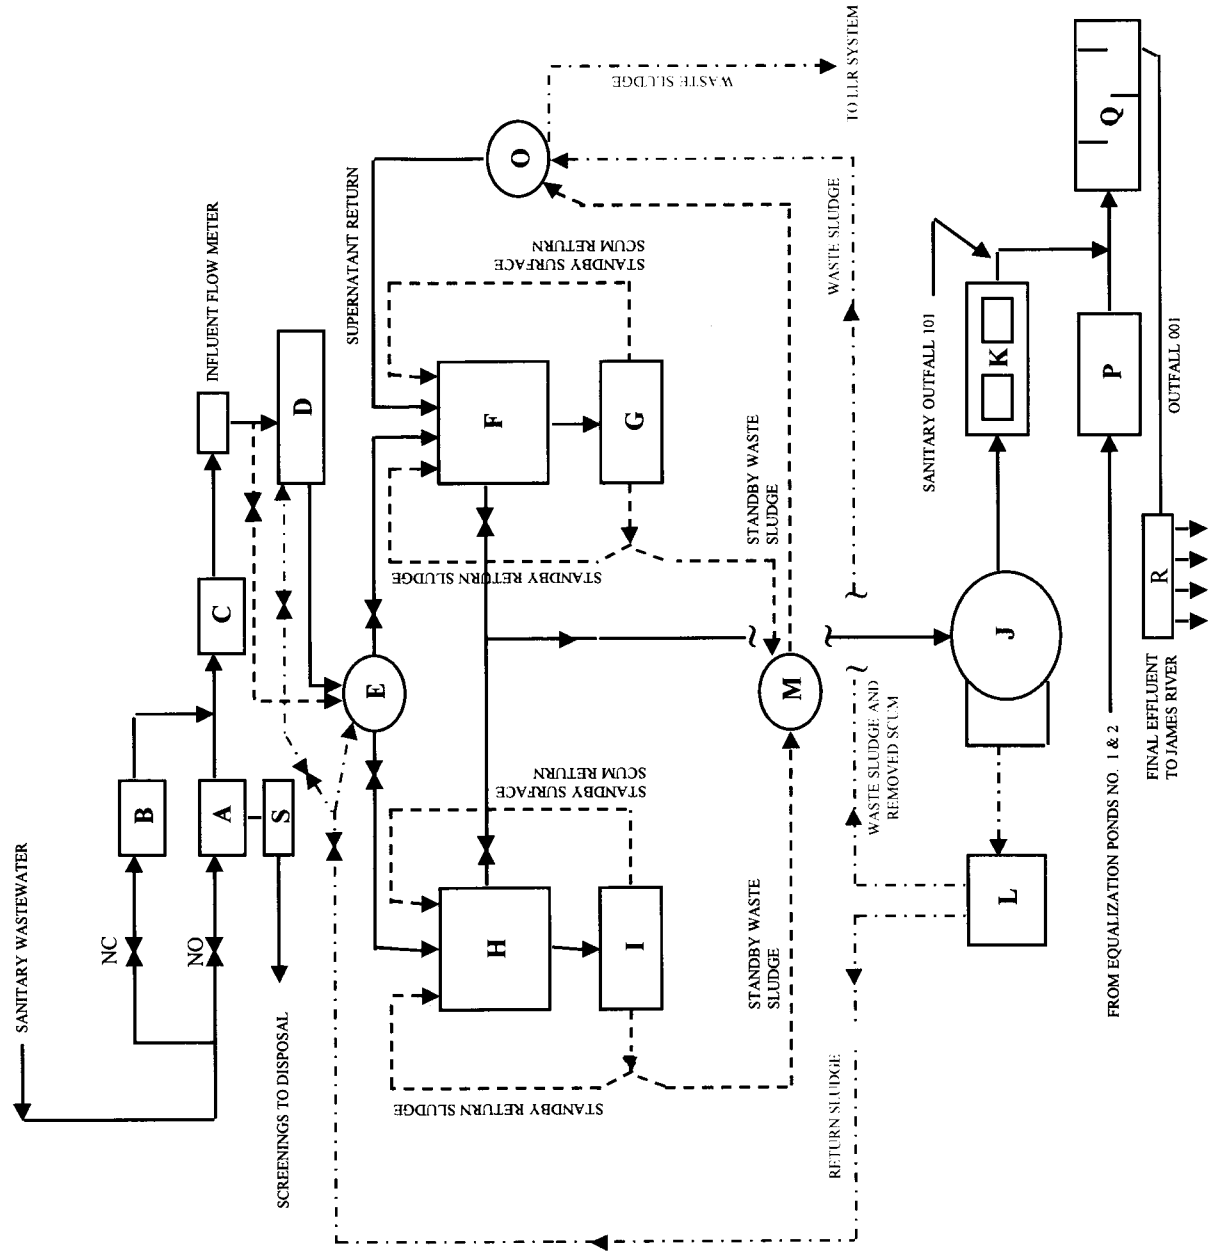 SANITARY WASTEWATER
NC
NO
B
A
S
C
SCREENINGS TO DISPOSAL
INFLUENT FLOW METER
D
E
SUPERNATANT RETURN
STANDBY RETURN SLUDGE
H
I
STANDBY SURFACE
SCUM RETURN
STANDBY RETURN SLUDGE
F
G
STANDBY SURFACE
SCUM RETURN
O
WASTE SLUDGE
TO LLR SYSTEM
STANDBY WASTE
SLUDGE
M
STANDBY WASTE
SLUDGE
RETURN SLUDGE
WASTE SLUDGE AND
REMOVED SCUM
WASTE SLUDGE
L
J
SANITARY OUTFALL 101
K
FROM EQUALIZATION PONDS NO. 1 & 2
P
Q
FINAL EFFLUENT
TO JAMES RIVER
R
OUTFALL 001